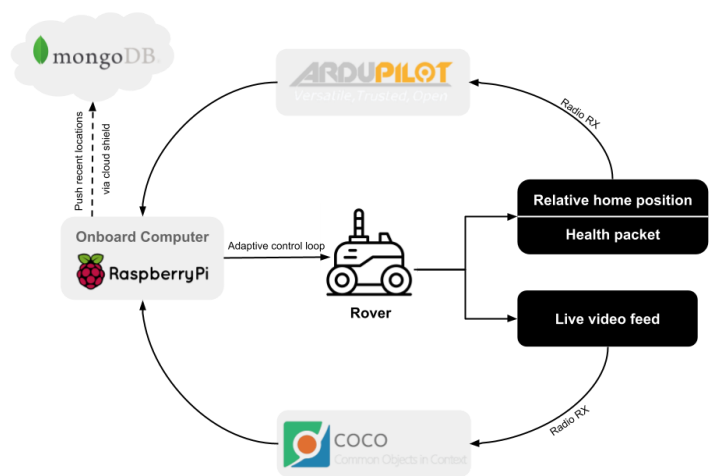 mongoDB®
ARDUPILOT
Versatile, Trusted, Open
Radio RX
Push recent locations
via cloud shield
Relative home position
Health packet
Onboard Computer
RaspberryPi
Adaptive control loop
Rover
Live video feed
Radio RX
COCO
Common Objects in Context